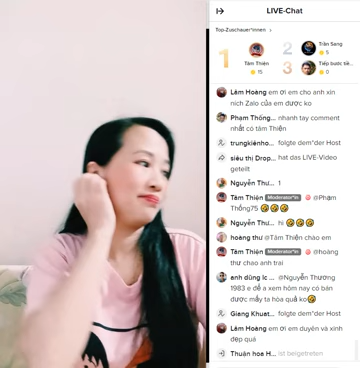 LIVE-Chat
Top-Zuschauer*innen >
1
Tâm Thiện
15
2
Trần Sang
5
3
Tiếp bước tiề...
0
Lâm Hoàng em ơi em cho anh xin
nich Zalo của em được ko
Phạm Thống... nhanh tay comment
nhất có tâm Thiện
trungkiênho... folgte dem*der Host
siêu thị Drop... hat das LIVE-Video
geteilt
Nguyễn Thư... 1
Tâm Thiện Moderator*in @Phạm
Thống75
Nguyễn Thư... hi
hoàng thư @Tâm Thiện chào em
Tâm Thiện Moderator*in @hoàng
thư chao anh trai
anh dũng lc ... @Nguyễn Thương
1983 e để a xem hôm nay có bán
được mấy ta hòa quả ko
Giang Khuat... folgte dem*der Host
Lâm Hoàng em ơi em duyên và xinh
đẹp quá
Thuân hoa H... ist beigetreten